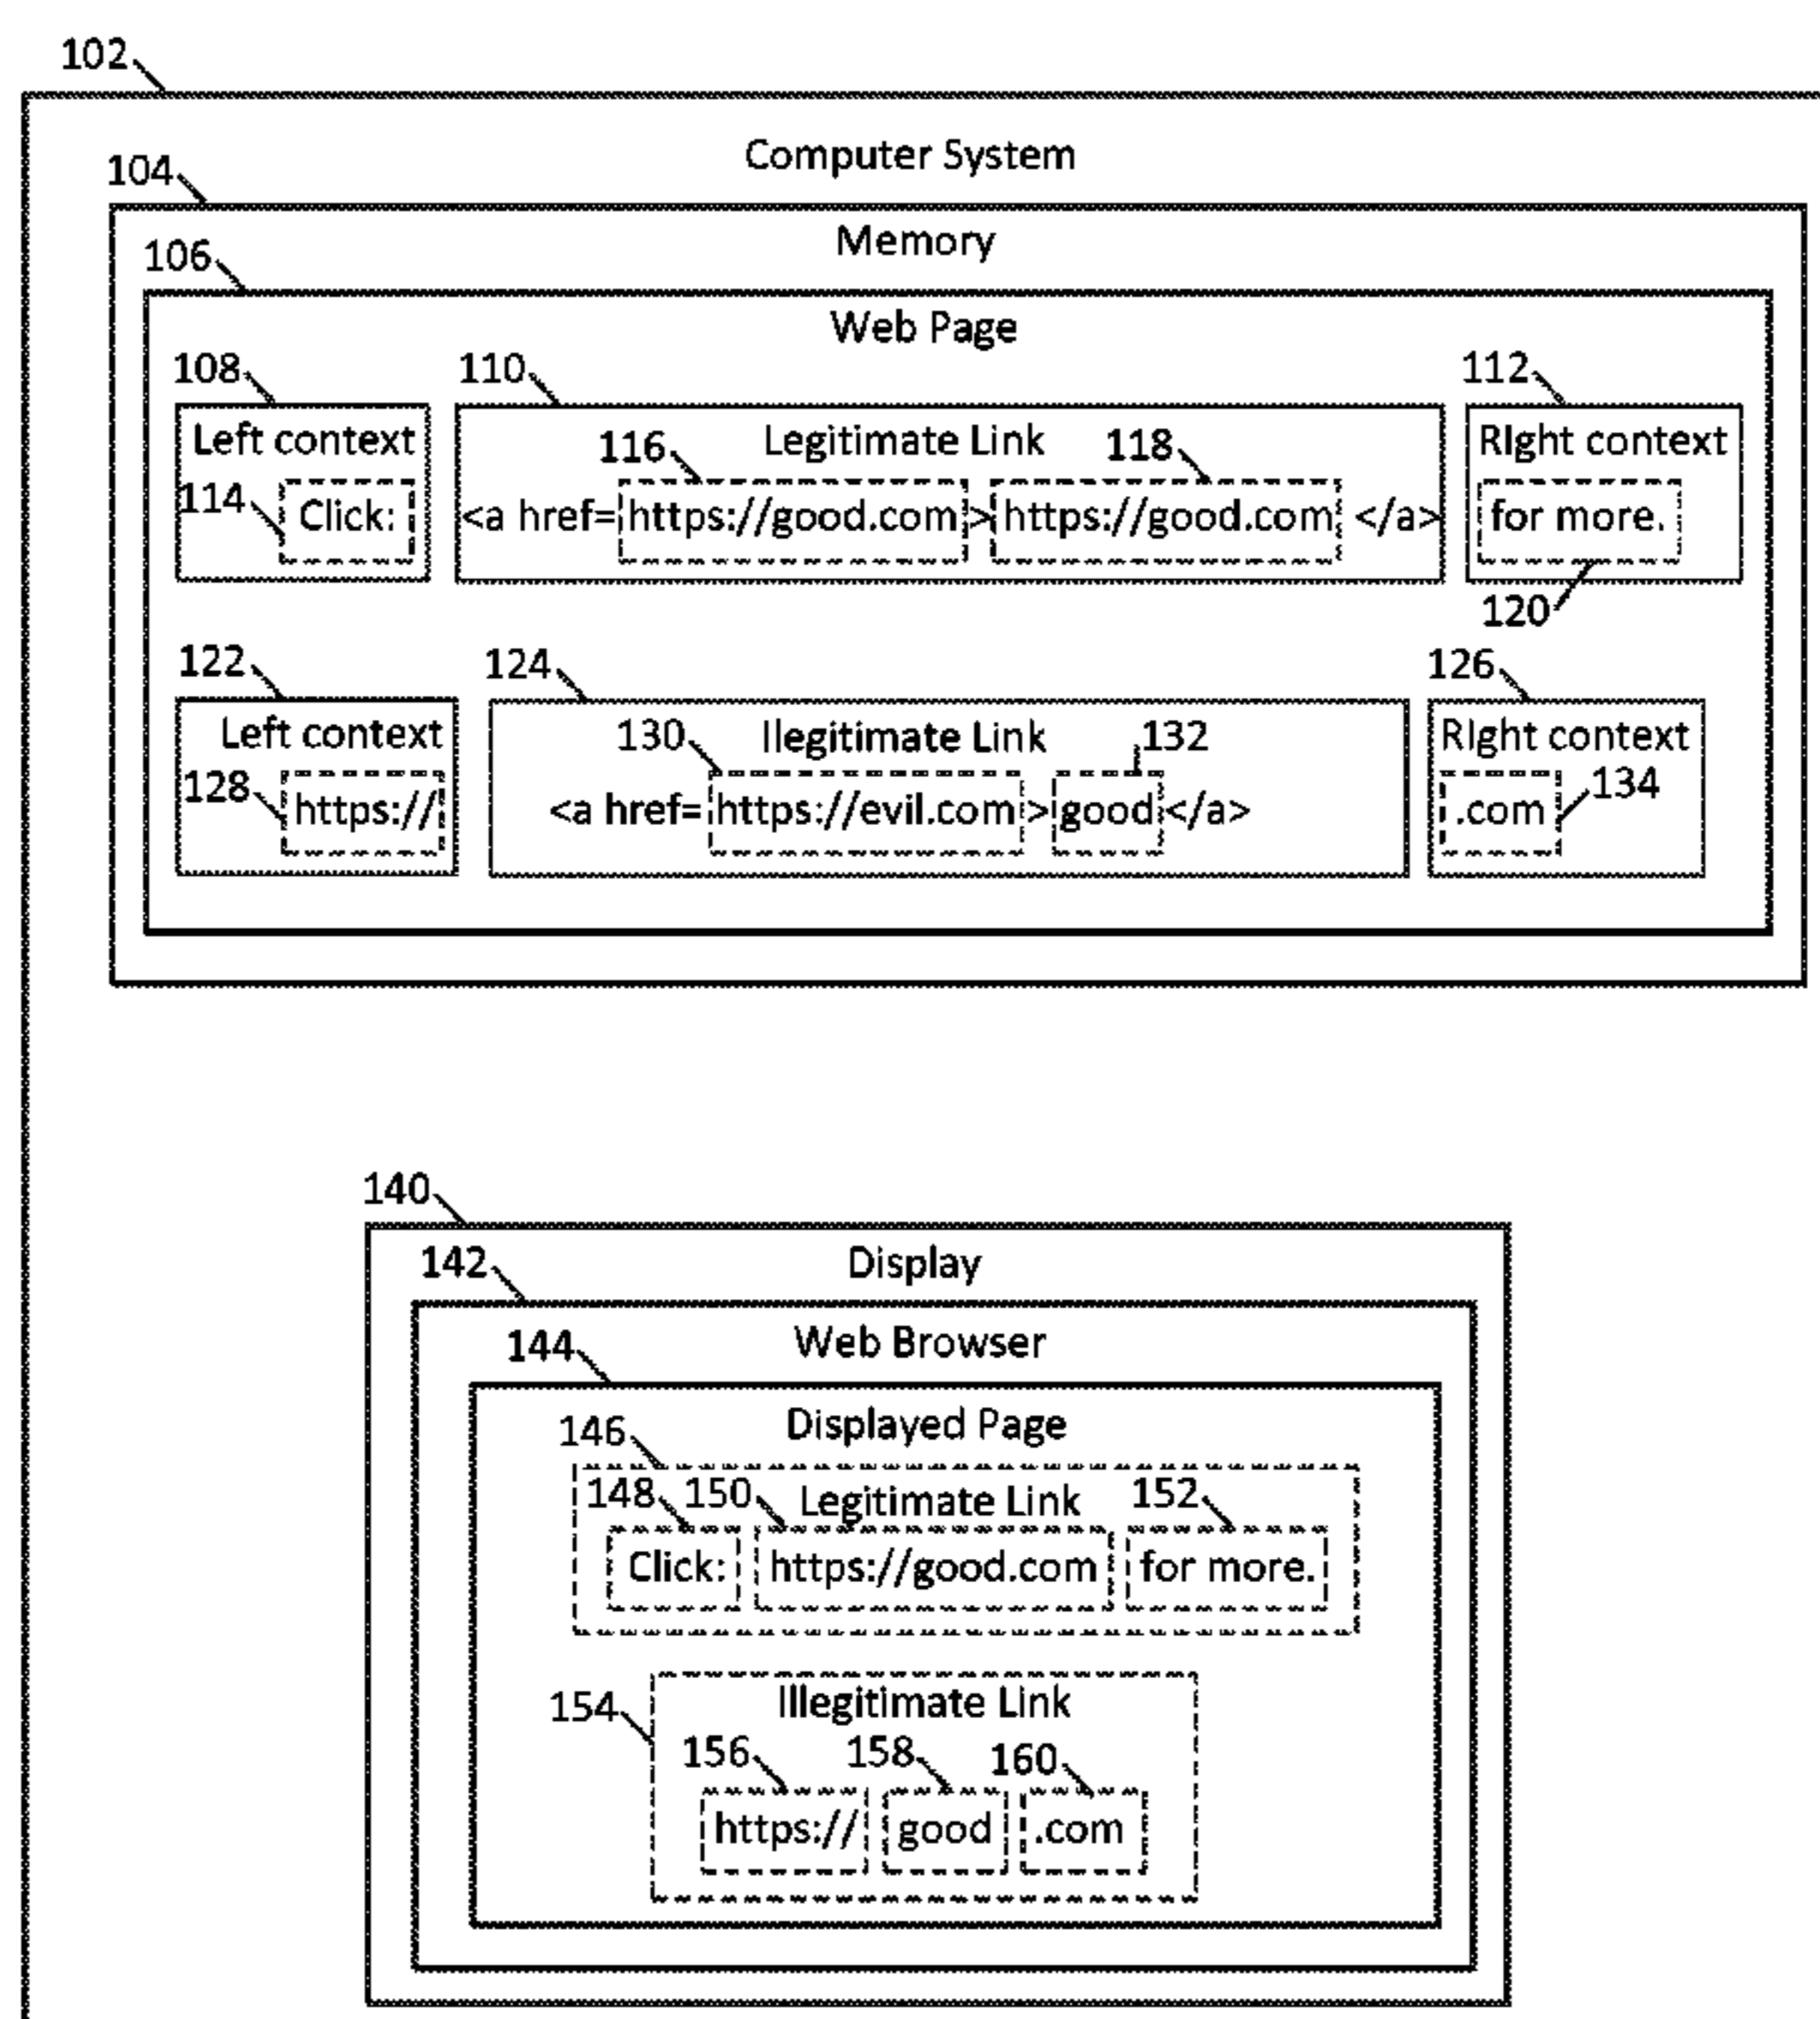 102
Computer System
104
Memory
106
Web Page
108 110 112
Left context Legitimate Link RIght context
116 118
114 Click: <a href= https://good.com > https://good.com </a> for more.
120
122 124 126
Left context 130 Ilegitimate Link 132 RIght context
128 https:// <a href= https://evil.com > good </a> .com 134
140
Display
142
Web Browser
144
Displayed Page
146
148 150 Legitimate Link 152
Click: https://good.com for more.
Illegitimate Link
154
156 158 160
https:// good .com